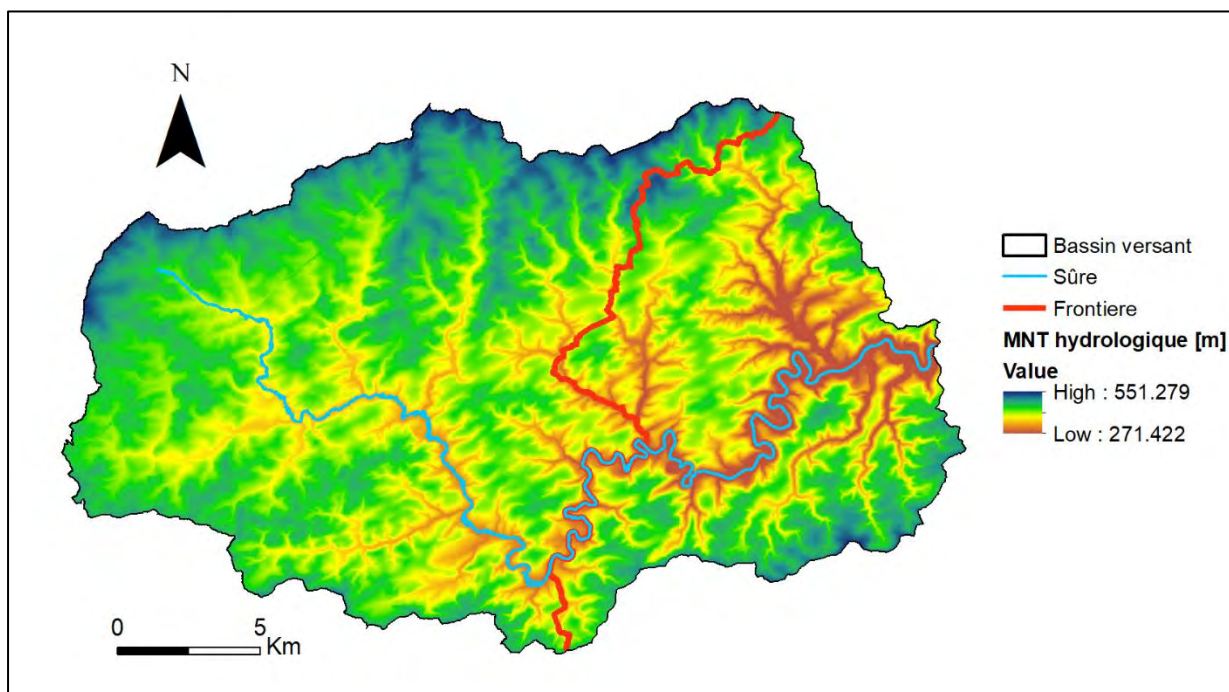 N
Bassin versant
Sûre
Frontiere
MNT hydrologique [m]
Value
High : 551.279
Low : 271.422
0 5
Km